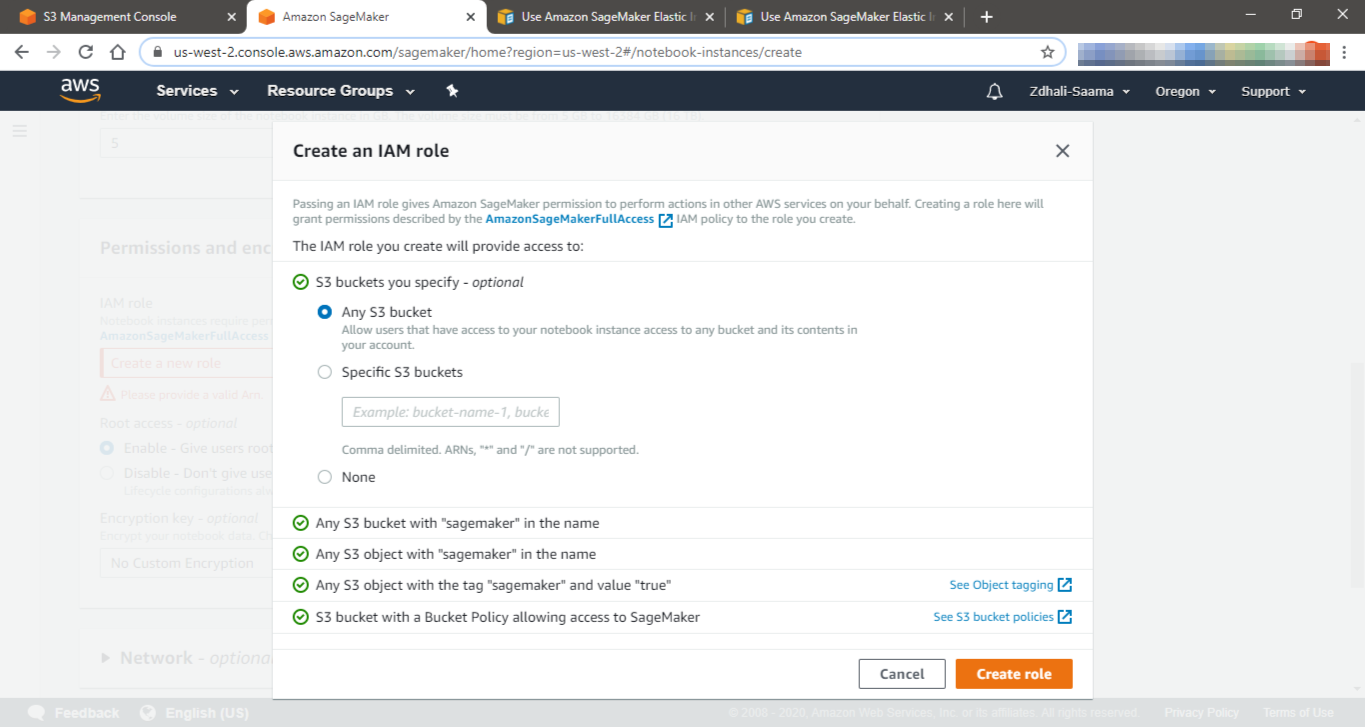 S3 Management Console
Amazon SageMaker
Use Amazon SageMaker Elastic In
Use Amazon SageMaker Elastic In
us-west-2.console.aws.amazon.com/sagemaker/home?region=us-west-2#/notebook-instances/create
aws
Services
Resource Groups
Zdhali-Saama
Oregon
Support
Enter the volume size of the notebook instance in GB. The volume size must be from 5 GB to 16384 GB (16 TB).
5
Create an IAM role
Passing an IAM role gives Amazon SageMaker permission to perform actions in other AWS services on your behalf. Creating a role here will
grant permissions described by the AmazonSageMakerFullAccess IAM policy to the role you create.
The IAM role you create will provide access to:
S3 buckets you specify - optional
Any S3 bucket
Allow users that have access to your notebook instance access to any bucket and its contents in
your account.
Specific S3 buckets
Example: bucket-name-1, bucke
Comma delimited. ARNs, "*" and "/" are not supported.
None
Any S3 bucket with "sagemaker" in the name
Any S3 object with "sagemaker" in the name
Any S3 object with the tag "sagemaker" and value "true"
See Object tagging
S3 bucket with a Bucket Policy allowing access to SageMaker
See S3 bucket policies
Cancel
Create role
Permissions and enc
IAM role
Notebook instances require per
AmazonSageMakerFullAccess
Create a new role
Please provide a valid Arn.
Root access - optional
Enable - Give users root
Disable - Don't give use
Lifecycle configurations alw
Encryption key - optional
Encrypt your notebook data. Ch
No Custom Encryption
Network - optional
Feedback
English (US)
© 2008 - 2020, Amazon Web Services, Inc. or its affiliates. All rights reserved.
Privacy Policy
Terms of Use